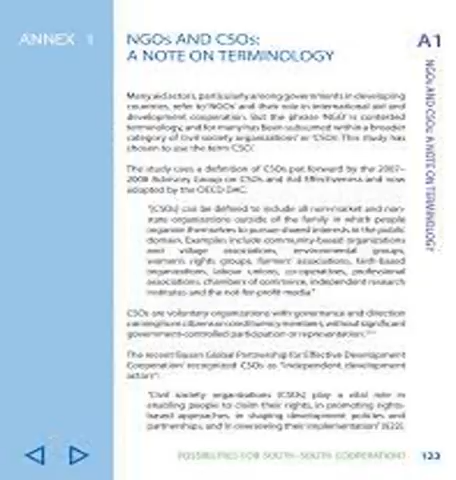 ANNEX 1
NGOs AND CSOs:
A NOTE ON TERMINOLOGY
A1
NGOs AND CSOs: A NOTE ON TERMINOLOGY
Many aid actors, particularly among governments in developing
countries, refer to 'NGOs' and their role in international aid and
development cooperation. But the phrase 'NGO' is contested
terminology, and for many has been subsumed within a broader
category of 'civil society organizations' or 'CSOs'. This study has
chosen to use the term 'CSO'.
The study uses a definition of CSOs put forward by the 2007–
2008 Advisory Group on CSOs and Aid Effectiveness and now
adopted by the OECD DAC.
"[CSOs] can be defined to include all non-market and non-
state organizations outside of the family in which people
organize themselves to pursue shared interests in the public
domain. Examples include community-based organizations
and village associations, environmental groups,
women's rights groups, farmers' associations, faith-based
organizations, labour unions, co-operatives, professional
associations, chambers of commerce, independent research
institutes and the not-for-profit media."
CSOs are voluntary organizations with governance and direction
coming from citizens or constituency members, without significant
government-controlled participation or representation.
The recent Busan Global Partnership for Effective Development
Cooperation recognized CSOs as "independent development
actors":
'Civil society organizations (CSOs) play a vital role in
enabling people to claim their rights, in promoting rights-
based approaches, in shaping development policies and
partnerships, and in overseeing their implementation' (§22).
POSSIBILITIES FOR SOUTH–SOUTH COOPERATION? 123